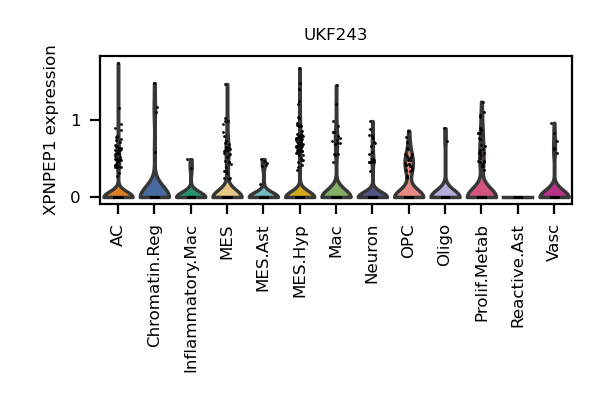 UKF243
XPNPEP1 expression
1
0
AC
Chromatin.Reg
Inflammatory.Mac
MES
MES.Ast
MES.Hyp
Mac
Neuron
OPC
Oligo
Prolif.Metab
Reactive.Ast
Vasc